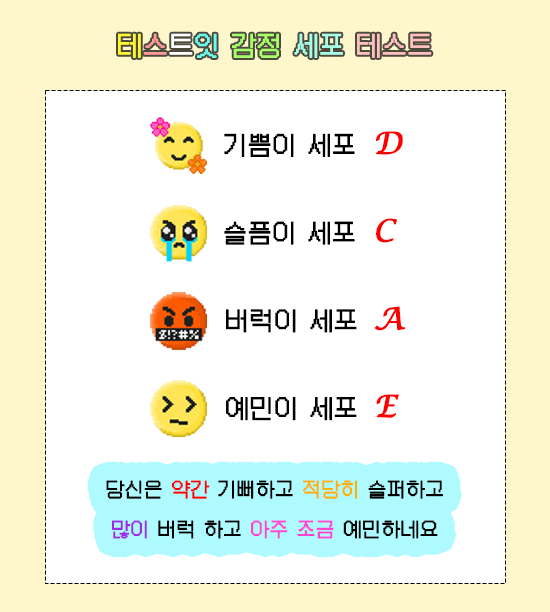 테스트잇 감정 세포 테스트
기쁨이 세포 D
슬픔이 세포 C
버럭이 세포 A
$!?#%
예민이 세포 E
당신은 약간 기뻐하고 적당히 슬퍼하고
많이 버럭 하고 아주 조금 예민하네요